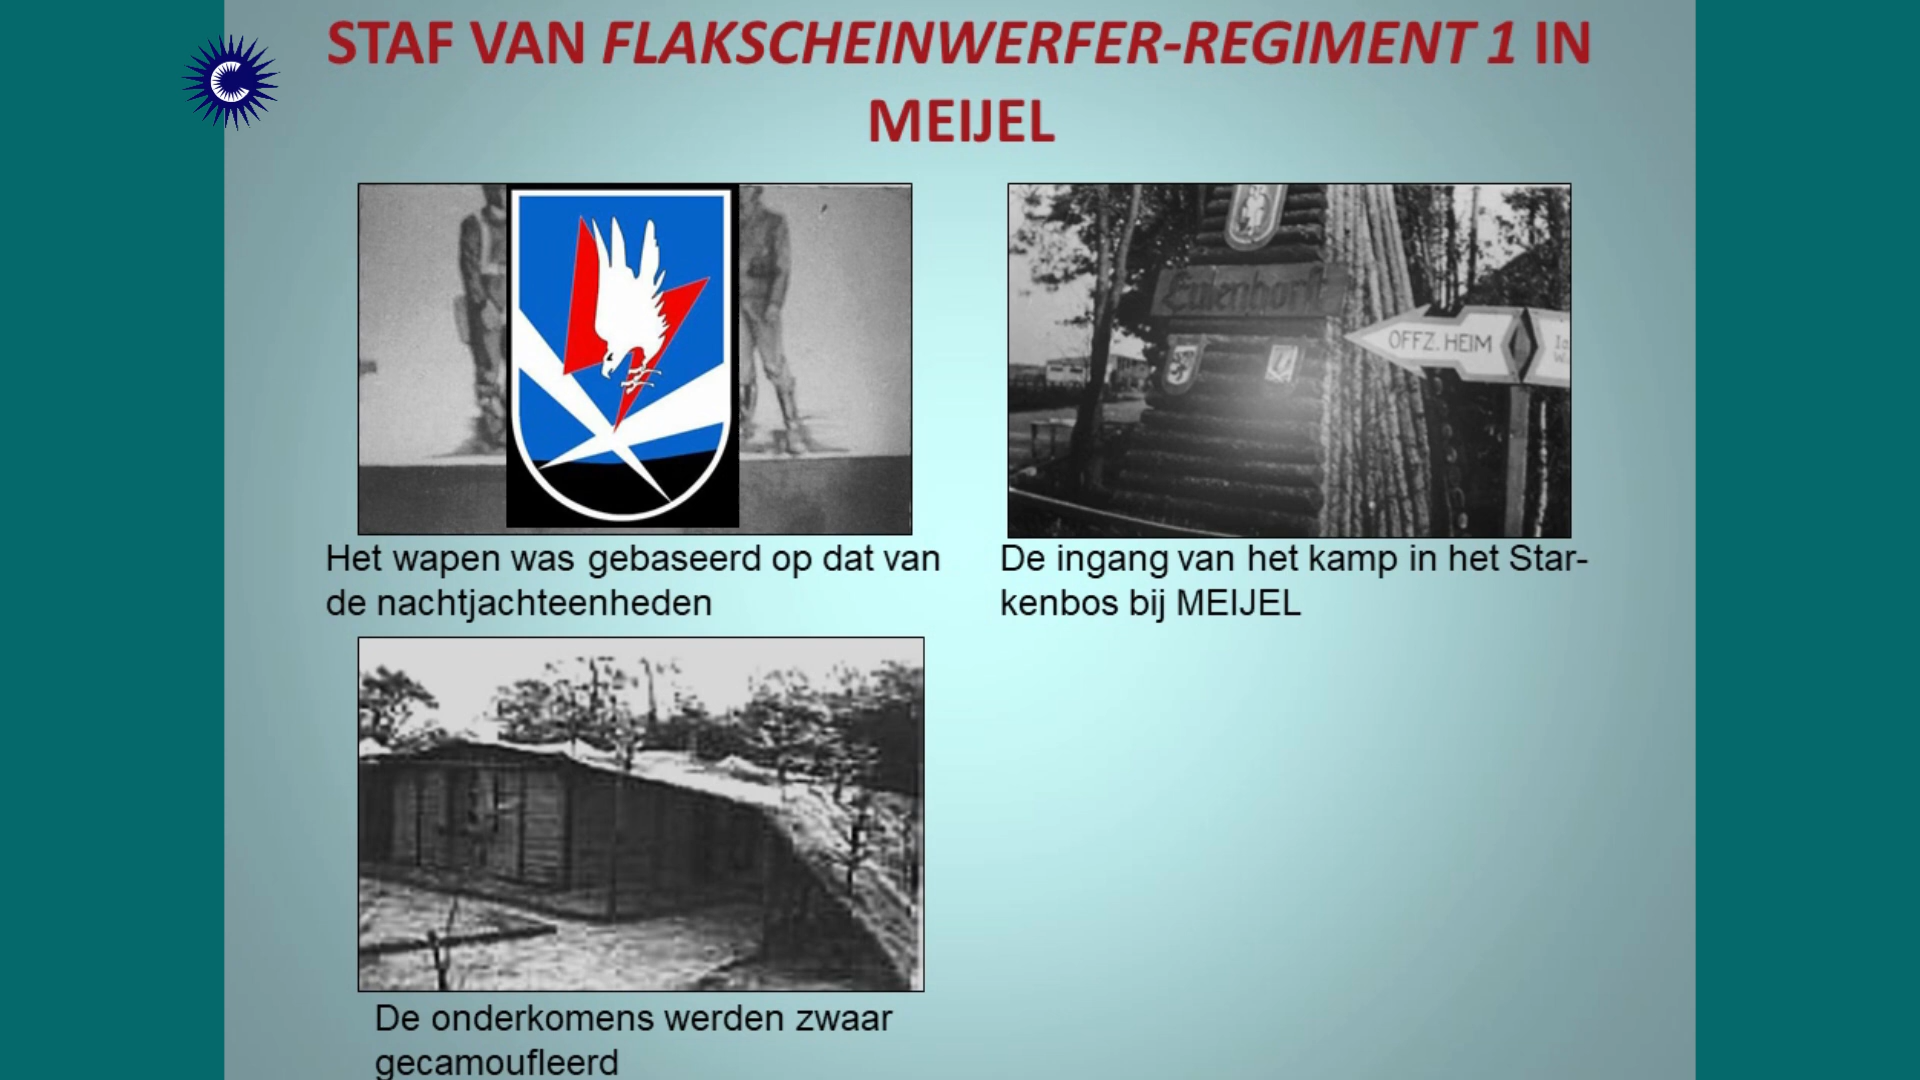 STAF VAN FLAKSCHEINWERFER-REGIMENT 1 IN
MEIJEL
Eulenhorst
OFFZ. HEIM
Het wapen was gebaseerd op dat van
de nachtjachteenheden
De ingang van het kamp in het Star-
kenbos bij MEIJEL
De onderkomens werden zwaar
gecamoufleerd